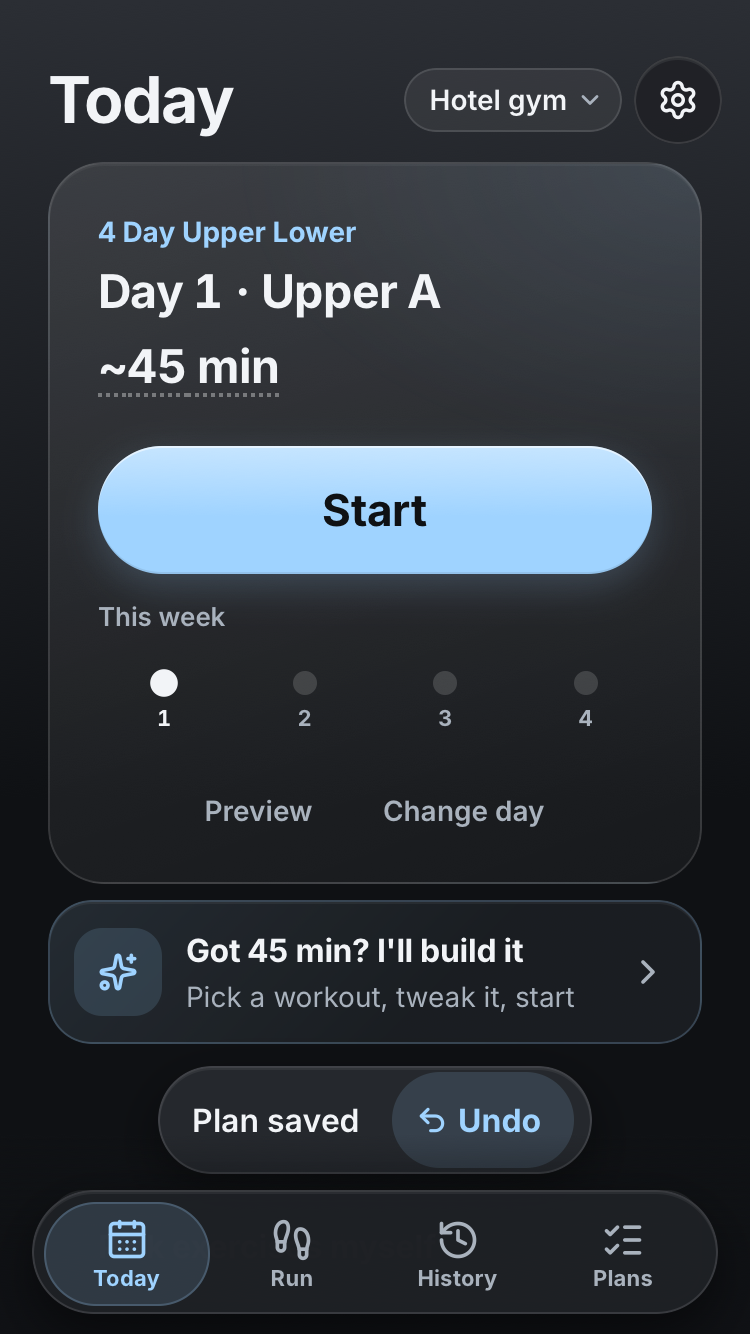 Today
Hotel gym
4 Day Upper Lower
Day 1 · Upper A
~45 min
Start
This week
1 2 3 4
Preview Change day
Got 45 min? I'll build it
Pick a workout, tweak it, start
Plan saved Undo
Today Run History Plans